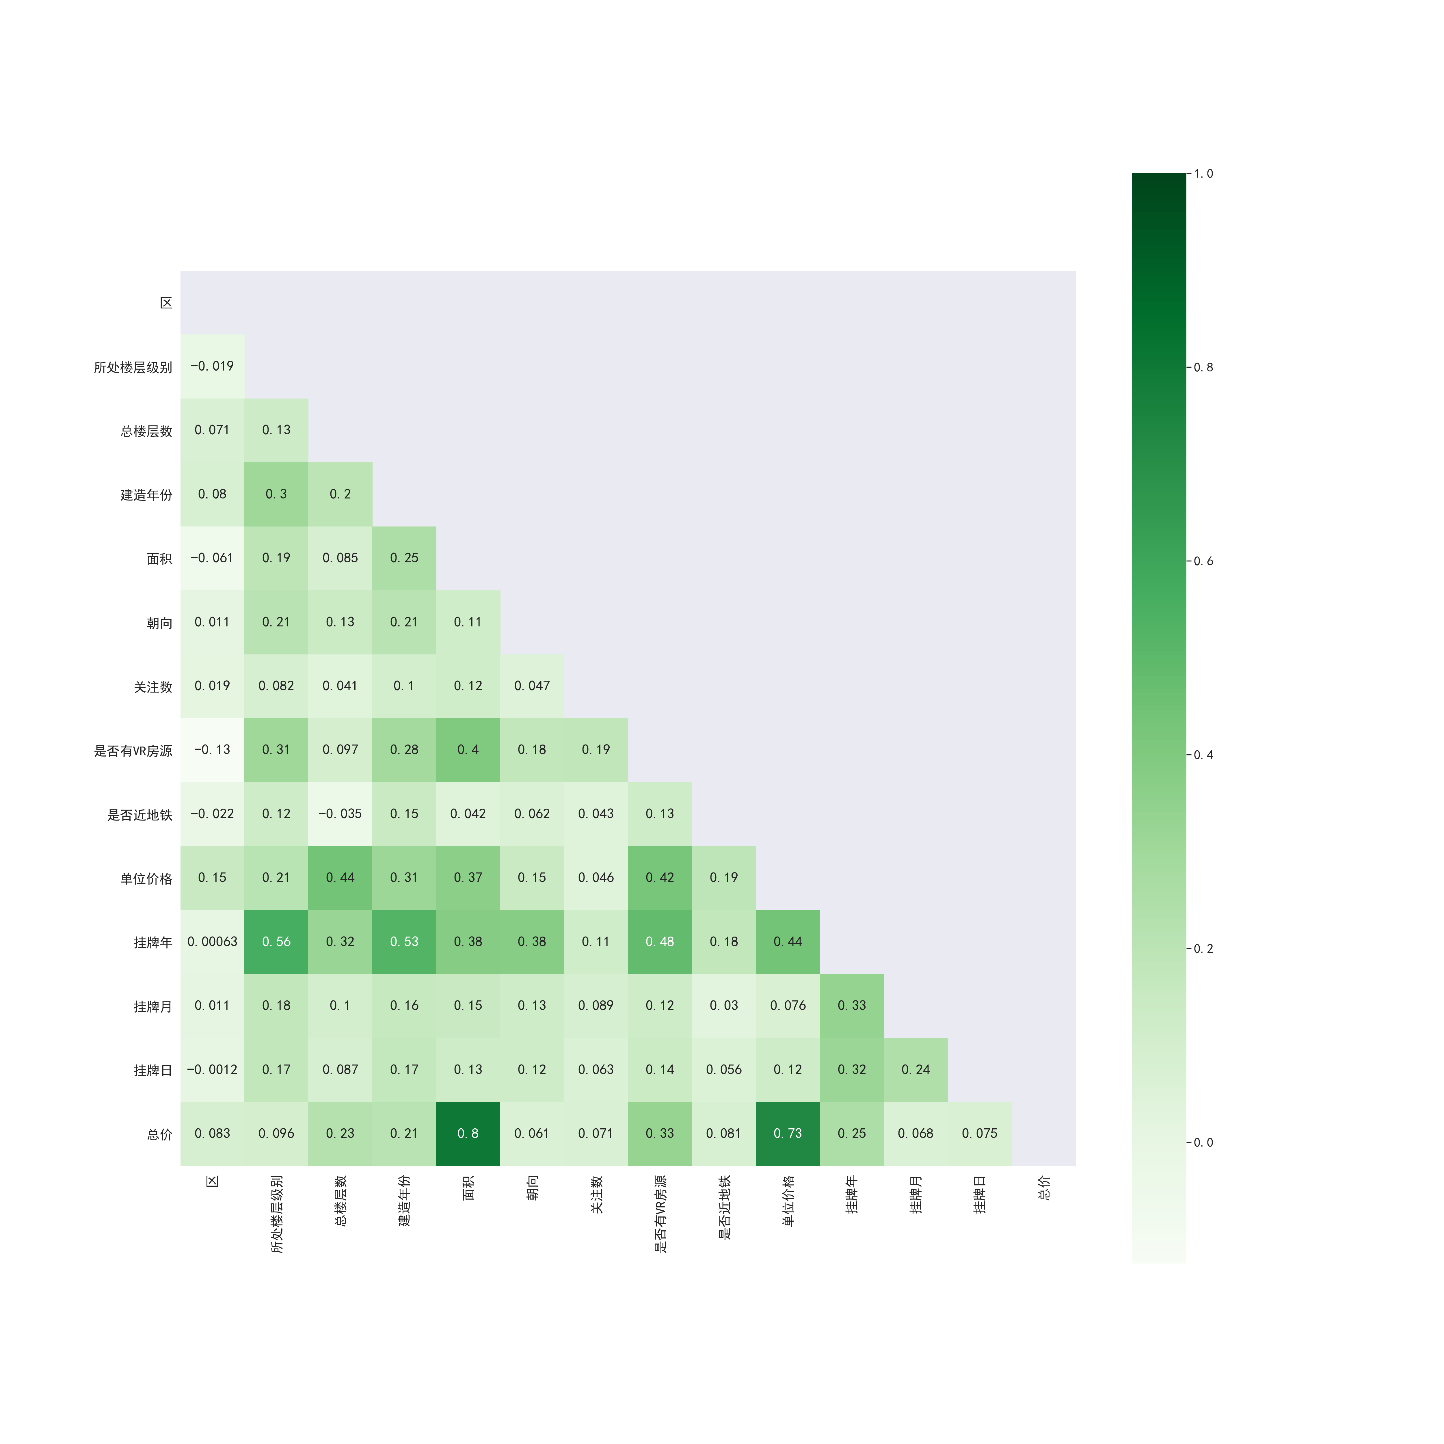 1.0
区
所处楼层级别 -0.019
0.8
总楼层数 0.071 0.13
建造年份 0.08 0.3 0.2
面积 -0.061 0.19 0.085 0.25
0.6
朝向 0.011 0.21 0.13 0.21 0.11
关注数 0.019 0.082 0.041 0.1 0.12 0.047
是否有VR房源 -0.13 0.31 0.097 0.28 0.4 0.18 0.19
0.4
是否近地铁 -0.022 0.12 -0.035 0.15 0.042 0.062 0.043 0.13
单位价格 0.15 0.21 0.44 0.31 0.37 0.15 0.046 0.42 0.19
挂牌年 0.00063 0.56 0.32 0.53 0.38 0.38 0.11 0.48 0.18 0.44
0.2
挂牌月 0.011 0.18 0.1 0.16 0.15 0.13 0.089 0.12 0.03 0.076 0.33
挂牌日 -0.0012 0.17 0.087 0.17 0.13 0.12 0.063 0.14 0.056 0.12 0.32 0.24
总价 0.083 0.096 0.23 0.21 0.8 0.061 0.071 0.33 0.081 0.73 0.25 0.068 0.075
0.0
区
所处楼层级别
总楼层数
建造年份
面积
朝向
关注数
是否有VR房源
是否近地铁
单位价格
挂牌年
挂牌月
挂牌日
总价